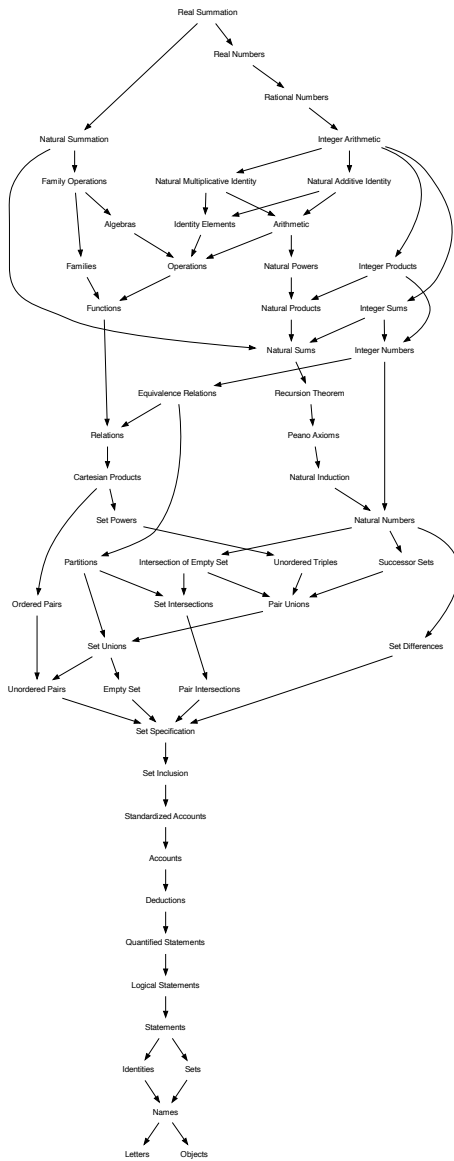 Real Summation
Real Numbers
Rational Numbers
Natural Summation
Integer Arithmetic
Family Operations
Natural Multiplicative Identity
Natural Additive Identity
Algebras
Identity Elements
Arithmetic
Families
Operations
Natural Powers
Integer Products
Functions
Natural Products
Integer Sums
Natural Sums
Integer Numbers
Equivalence Relations
Recursion Theorem
Relations
Peano Axioms
Cartesian Products
Natural Induction
Set Powers
Natural Numbers
Partitions
Intersection of Empty Set
Unordered Triples
Successor Sets
Ordered Pairs
Set Intersections
Pair Unions
Set Unions
Set Differences
Unordered Pairs
Empty Set
Pair Intersections
Set Specification
Set Inclusion
Standardized Accounts
Accounts
Deductions
Quantified Statements
Logical Statements
Statements
Identities
Sets
Names
Letters
Objects